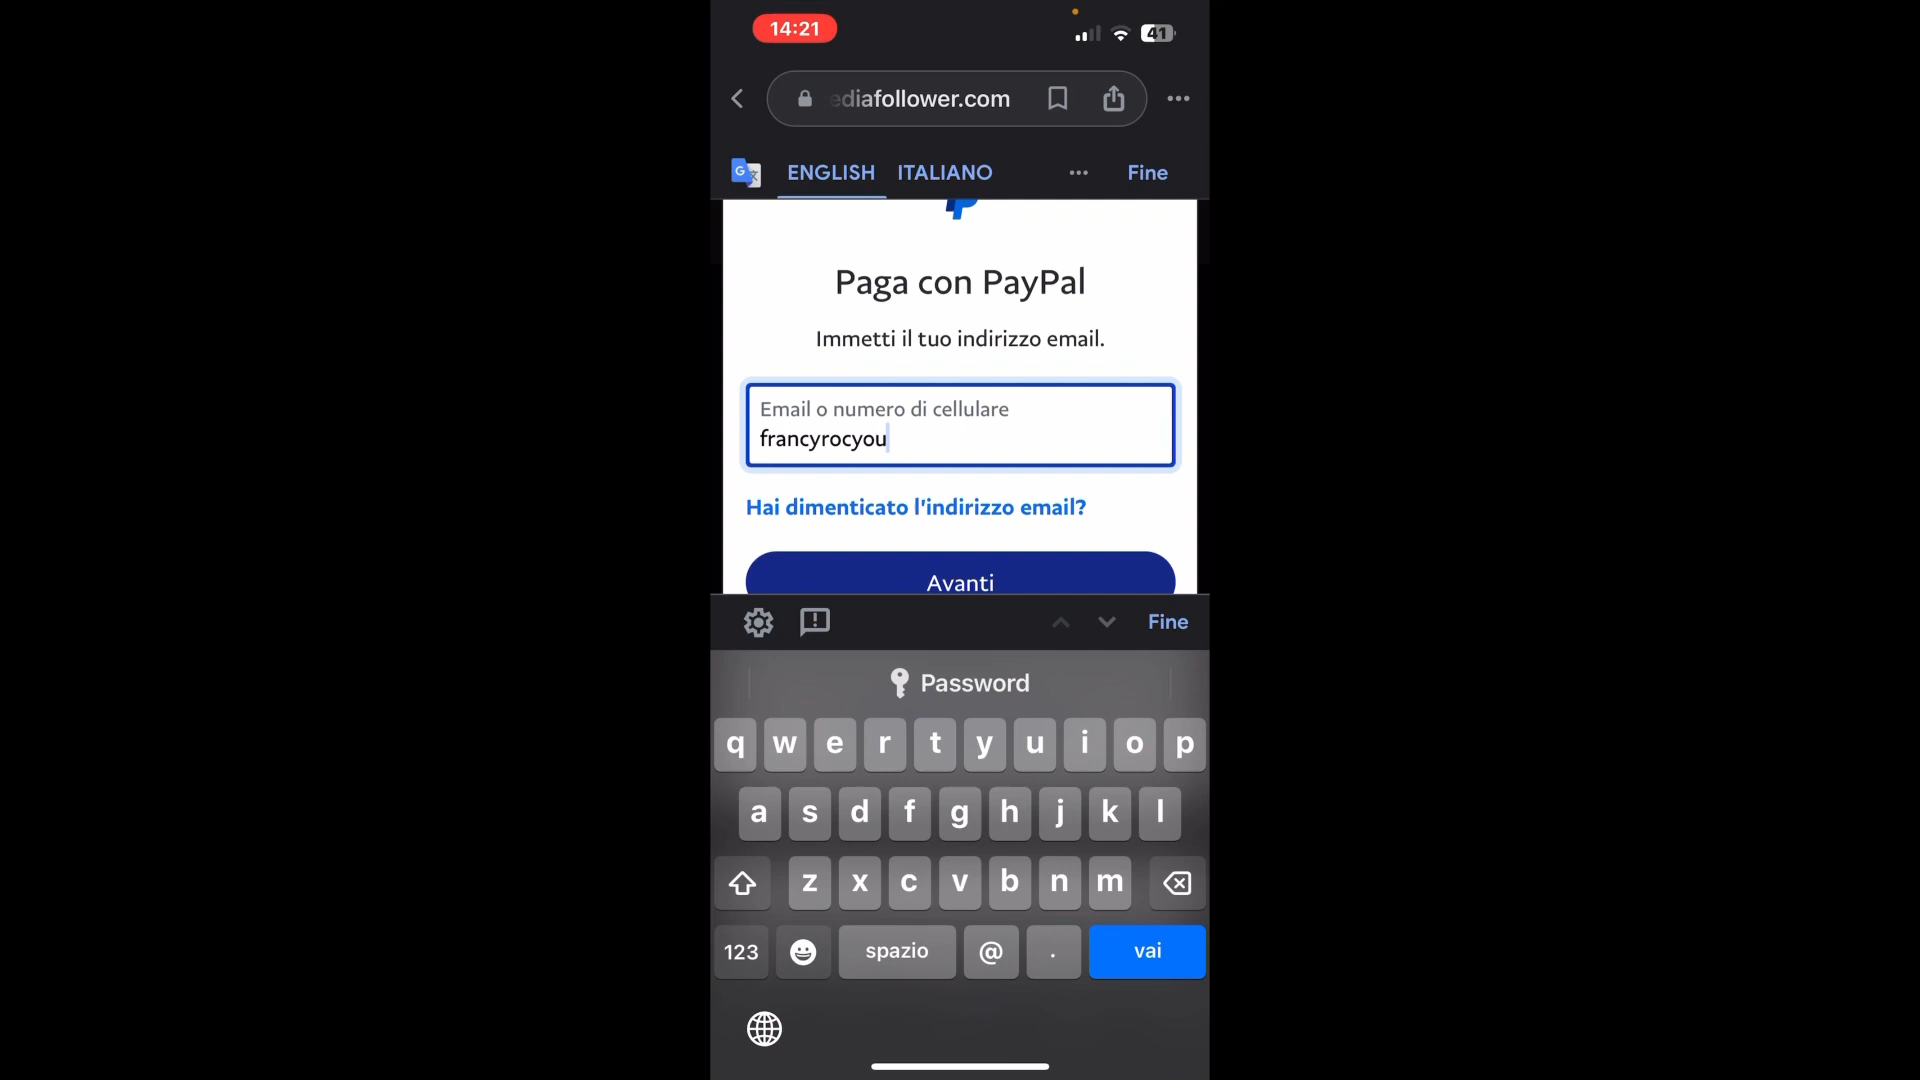 14:21
41
ediafollower.com
ENGLISH ITALIANO Fine
Paga con PayPal
Immetti il tuo indirizzo email.
Email o numero di cellulare
francyrocyou
Hai dimenticato l'indirizzo email?
Avanti
Fine
Password
q w e r t y u i o p
a s d f g h j k l
z x c v b n m
123 spazio @ . vai